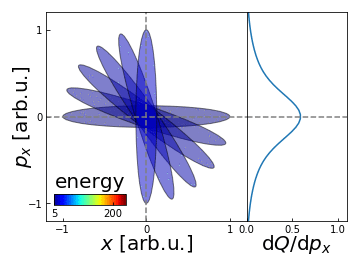 1
0
−1
p_x [arb.u.]
energy
5 200
−1 0 1 0.0 0.5 1.0
x [arb.u.] dQ/dp_x